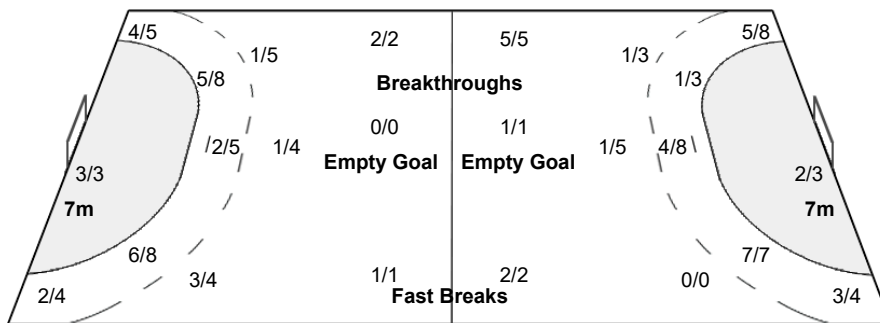 4/5 2/2 5/5 5/8
1/5 1/3
5/8 Breakthroughs 1/3
0/0 1/1
2/5 1/4 1/5 4/8
Empty Goal Empty Goal
3/3 2/3
7m 7m
6/8 7/7
3/4 1/1 2/2 0/0
2/4 Fast Breaks 3/4